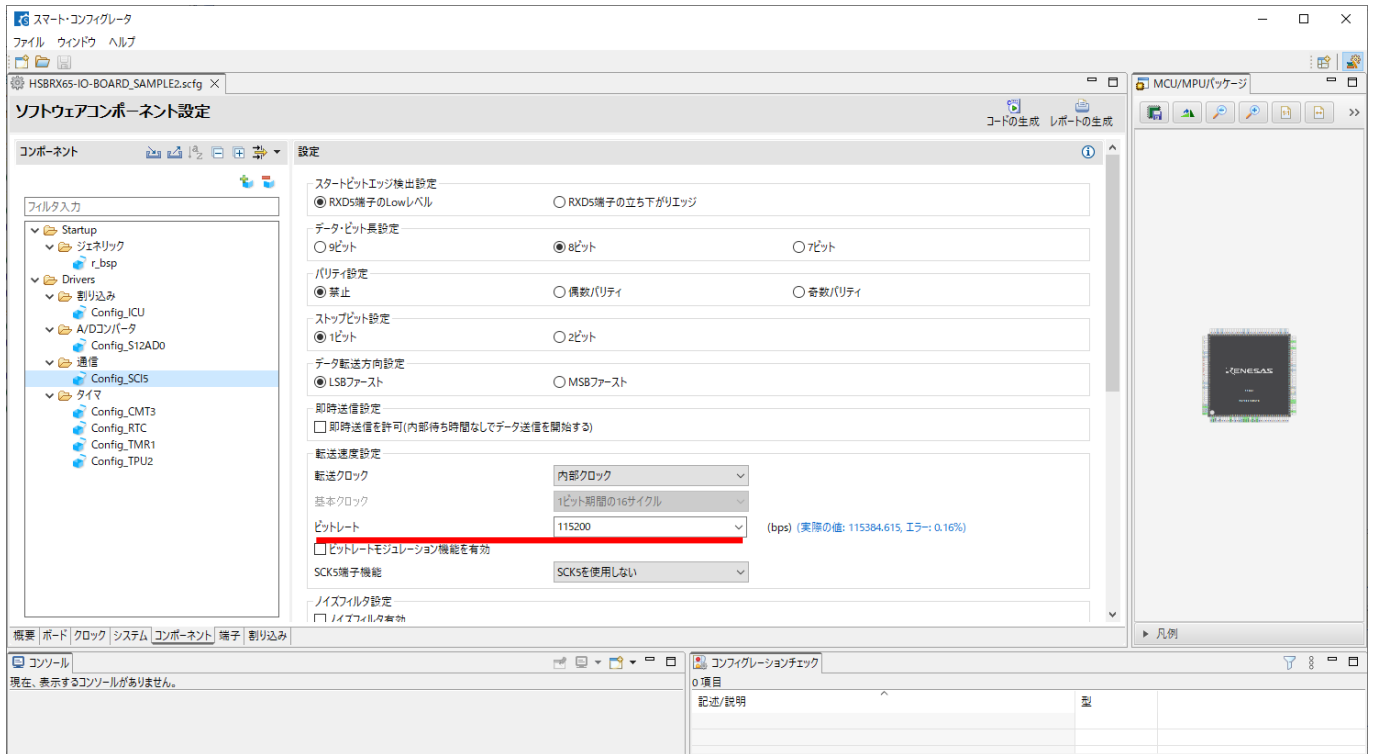 スマート・コンフィグレータ
ファイル ウィンドウ ヘルプ
HSBRX65-IO-BOARD_SAMPLE2.scfg
MCU/MPUパッケージ
ソフトウェアコンポーネント設定
コードの生成 レポートの生成
コンポーネント
設定
フィルタ入力
Startup
ジェネリック
r_bsp
Drivers
割り込み
Config_ICU
A/Dコンバータ
Config_S12AD0
通信
Config_SCI5
タイマ
Config_CMT3
Config_RTC
Config_TMR1
Config_TPU2
スタートビットエッジ検出設定
RXD5端子のLowレベル RXD5端子の立ち下がりエッジ
データ・ビット長設定
9ビット 8ビット 7ビット
パリティ設定
禁止 偶数パリティ 奇数パリティ
ストップビット設定
1ビット 2ビット
データ転送方向設定
LSBファースト MSBファースト
即時送信設定
即時送信を許可(内部待ち時間なしでデータ送信を開始する)
転送速度設定
転送クロック 内部クロック
基本クロック 1ビット期間の16サイクル
ビットレート 115200 (bps) (実際の値: 115384.615, エラー: 0.16%)
ビットレートモジュレーション機能を有効
SCK5端子機能 SCK5を使用しない
ノイズフィルタ設定
ノイズフィルタ有効
RENESAS
凡例
概要 ボード クロック システム コンポーネント 端子 割り込み
コンソール
現在、表示するコンソールがありません。
コンフィグレーションチェック
0 項目
記述/説明 型